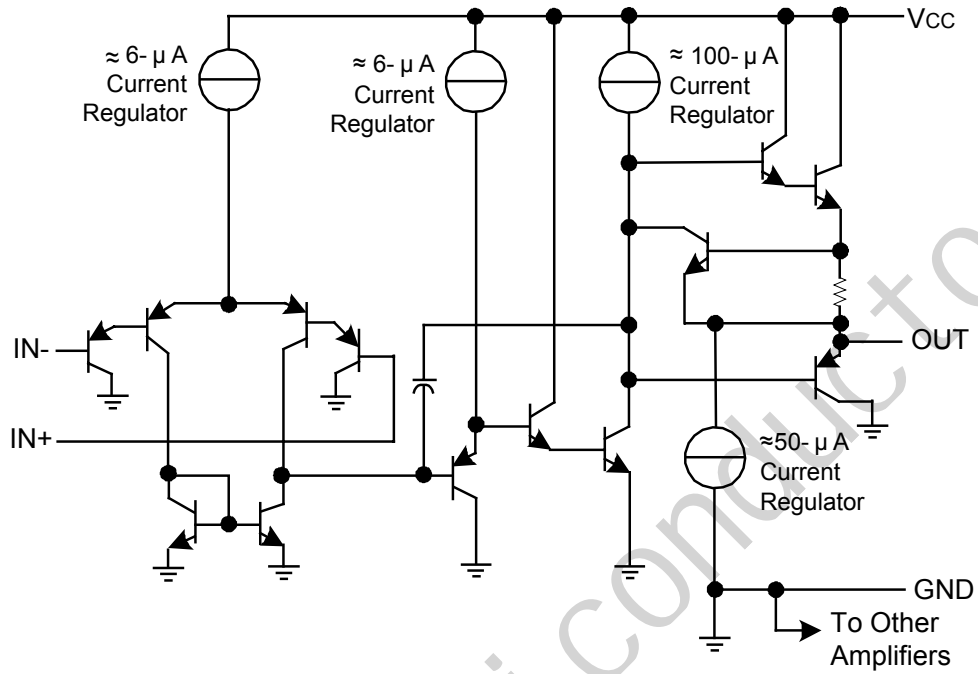 VCC
≈ 6- µ A
Current
Regulator
≈ 6- µ A
Current
Regulator
≈ 100- µ A
Current
Regulator
IN-
IN+
OUT
≈50- µ A
Current
Regulator
GND
To Other
Amplifiers
i conducto